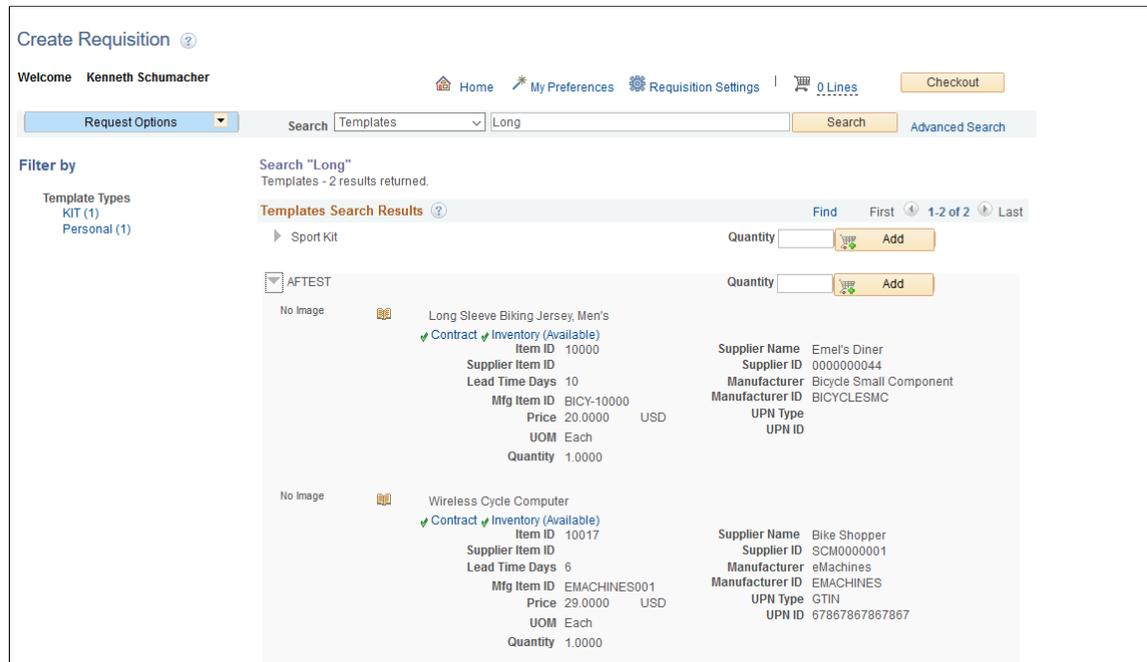 Create Requisition ?
Welcome Kenneth Schumacher
Home My Preferences Requisition Settings 0 Lines Checkout
Request Options Search Templates Long Search Advanced Search
Filter by
Template Types
KIT (1)
Personal (1)
Search "Long"
Templates - 2 results returned.
Templates Search Results ? Find First 1-2 of 2 Last
Sport Kit Quantity Add
AFTEST Quantity Add
No Image Long Sleeve Biking Jersey, Men's
Contract Inventory (Available)
Item ID 10000 Supplier Name Emel's Diner
Supplier Item ID Supplier ID 0000000044
Lead Time Days 10 Manufacturer Bicycle Small Component
Mfg Item ID BICY-10000 Manufacturer ID BICYCLESMC
Price 20.0000 USD UPN Type
UOM Each UPN ID
Quantity 1.0000
No Image Wireless Cycle Computer
Contract Inventory (Available)
Item ID 10017 Supplier Name Bike Shopper
Supplier Item ID Supplier ID SCM0000001
Lead Time Days 6 Manufacturer eMachines
Mfg Item ID EMACHINES001 Manufacturer ID EMACHINES
Price 29.0000 USD UPN Type GTIN
UOM Each UPN ID 67867867867867
Quantity 1.0000